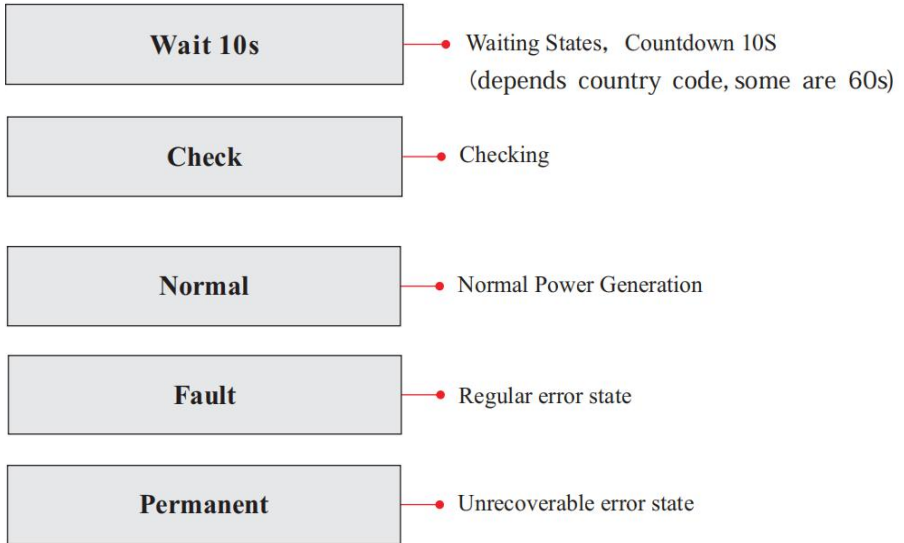 Wait 10s
Waiting States, Countdown 10S
(depends country code, some are 60s)
Check
Checking
Normal
Normal Power Generation
Fault
Regular error state
Permanent
Unrecoverable error state